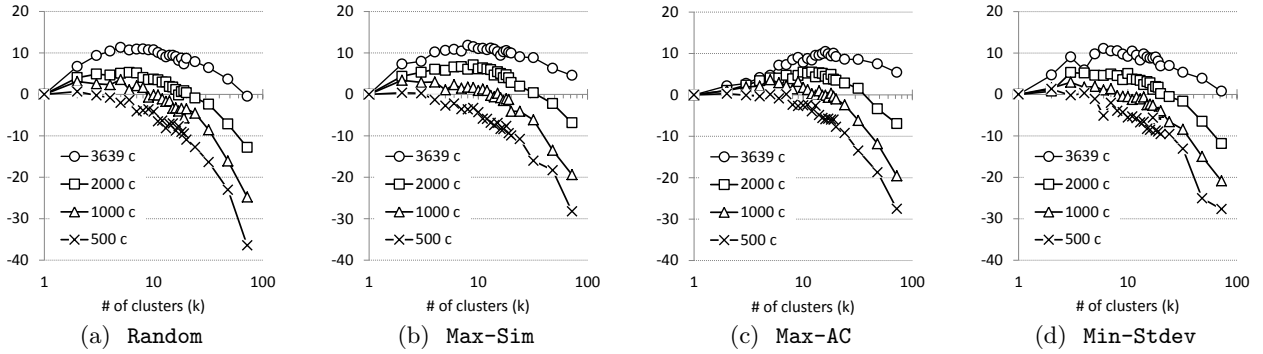 20
10
0
-10
-20
-30
-40
3639 c
2000 c
1000 c
500 c
1 10 100
# of clusters (k)
(a) Random
20
10
0
-10
-20
-30
-40
3639 c
2000 c
1000 c
500 c
1 10 100
# of clusters (k)
(b) Max-Sim
20
10
0
-10
-20
-30
-40
3639 c
2000 c
1000 c
500 c
1 10 100
# of clusters (k)
(c) Max-AC
20
10
0
-10
-20
-30
-40
3639 c
2000 c
1000 c
500 c
1 10 100
# of clusters (k)
(d) Min-Stdev